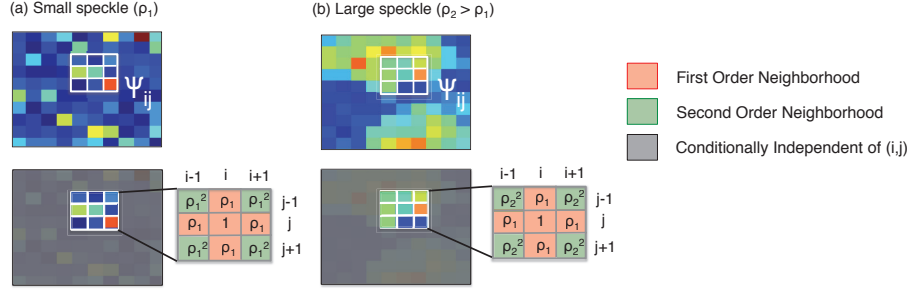 (a) Small speckle (ρ1)
(b) Large speckle (ρ2 > ρ1)
Ψij
Ψij
First Order Neighborhood
Second Order Neighborhood
Conditionally Independent of (i,j)
i-1 i i+1
ρ1² ρ1 ρ1² j-1
ρ1 1 ρ1 j
ρ1² ρ1 ρ1² j+1
i-1 i i+1
ρ2² ρ1 ρ2² j-1
ρ1 1 ρ1 j
ρ2² ρ1 ρ2² j+1